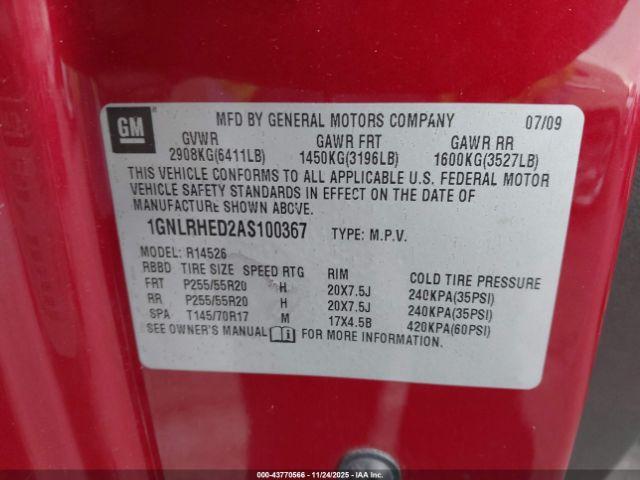 GM
MFD BY GENERAL MOTORS COMPANY 07/09
GVWR GAWR FRT GAWR RR
2908KG(6411LB) 1450KG(3196LB) 1600KG(3527LB)
THIS VEHICLE CONFORMS TO ALL APPLICABLE U.S. FEDERAL MOTOR
VEHICLE SAFETY STANDARDS IN EFFECT ON THE DATE OF
MANUFACTURE SHOWN ABOVE.
1GNLRHED2AS100367 TYPE: M.P.V.
MODEL: R14526
RBBD TIRE SIZE SPEED RTG RIM COLD TIRE PRESSURE
FRT P255/55R20 H 20X7.5J 240KPA(35PSI)
RR P255/55R20 H 20X7.5J 240KPA(35PSI)
SPA T145/70R17 M 17X4.5B 420KPA(60PSI)
SEE OWNER'S MANUAL FOR MORE INFORMATION.
000-43770566 - 11/24/2025 - Copyright IAA, Inc.